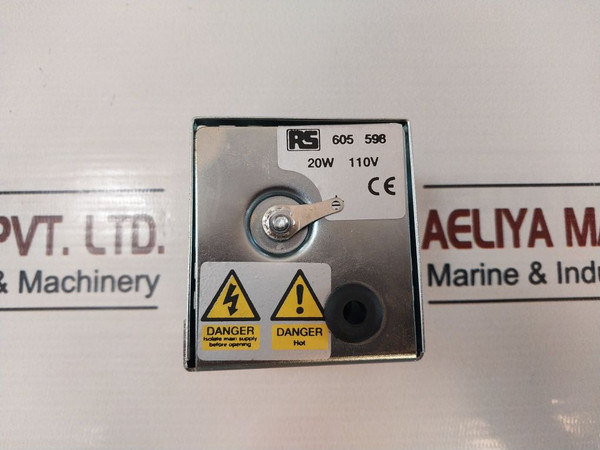 RS 605 598
20W 110V
CE
PVT. LTD.
& Machinery
AELIYA MA
Marine & Indu
DANGER
Isolate main supply
before opening
DANGER
Hot